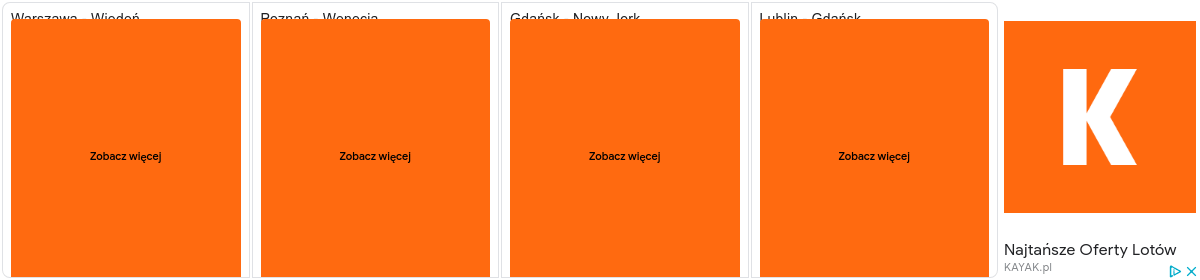 Warszawa - Wiedeń
Poznań - Wenecja
Gdańsk - Nowy Jork
Lublin - Gdańsk
Zobacz więcej
Zobacz więcej
Zobacz więcej
Zobacz więcej
K
Najtańsze Oferty Lotów
KAYAK.pl